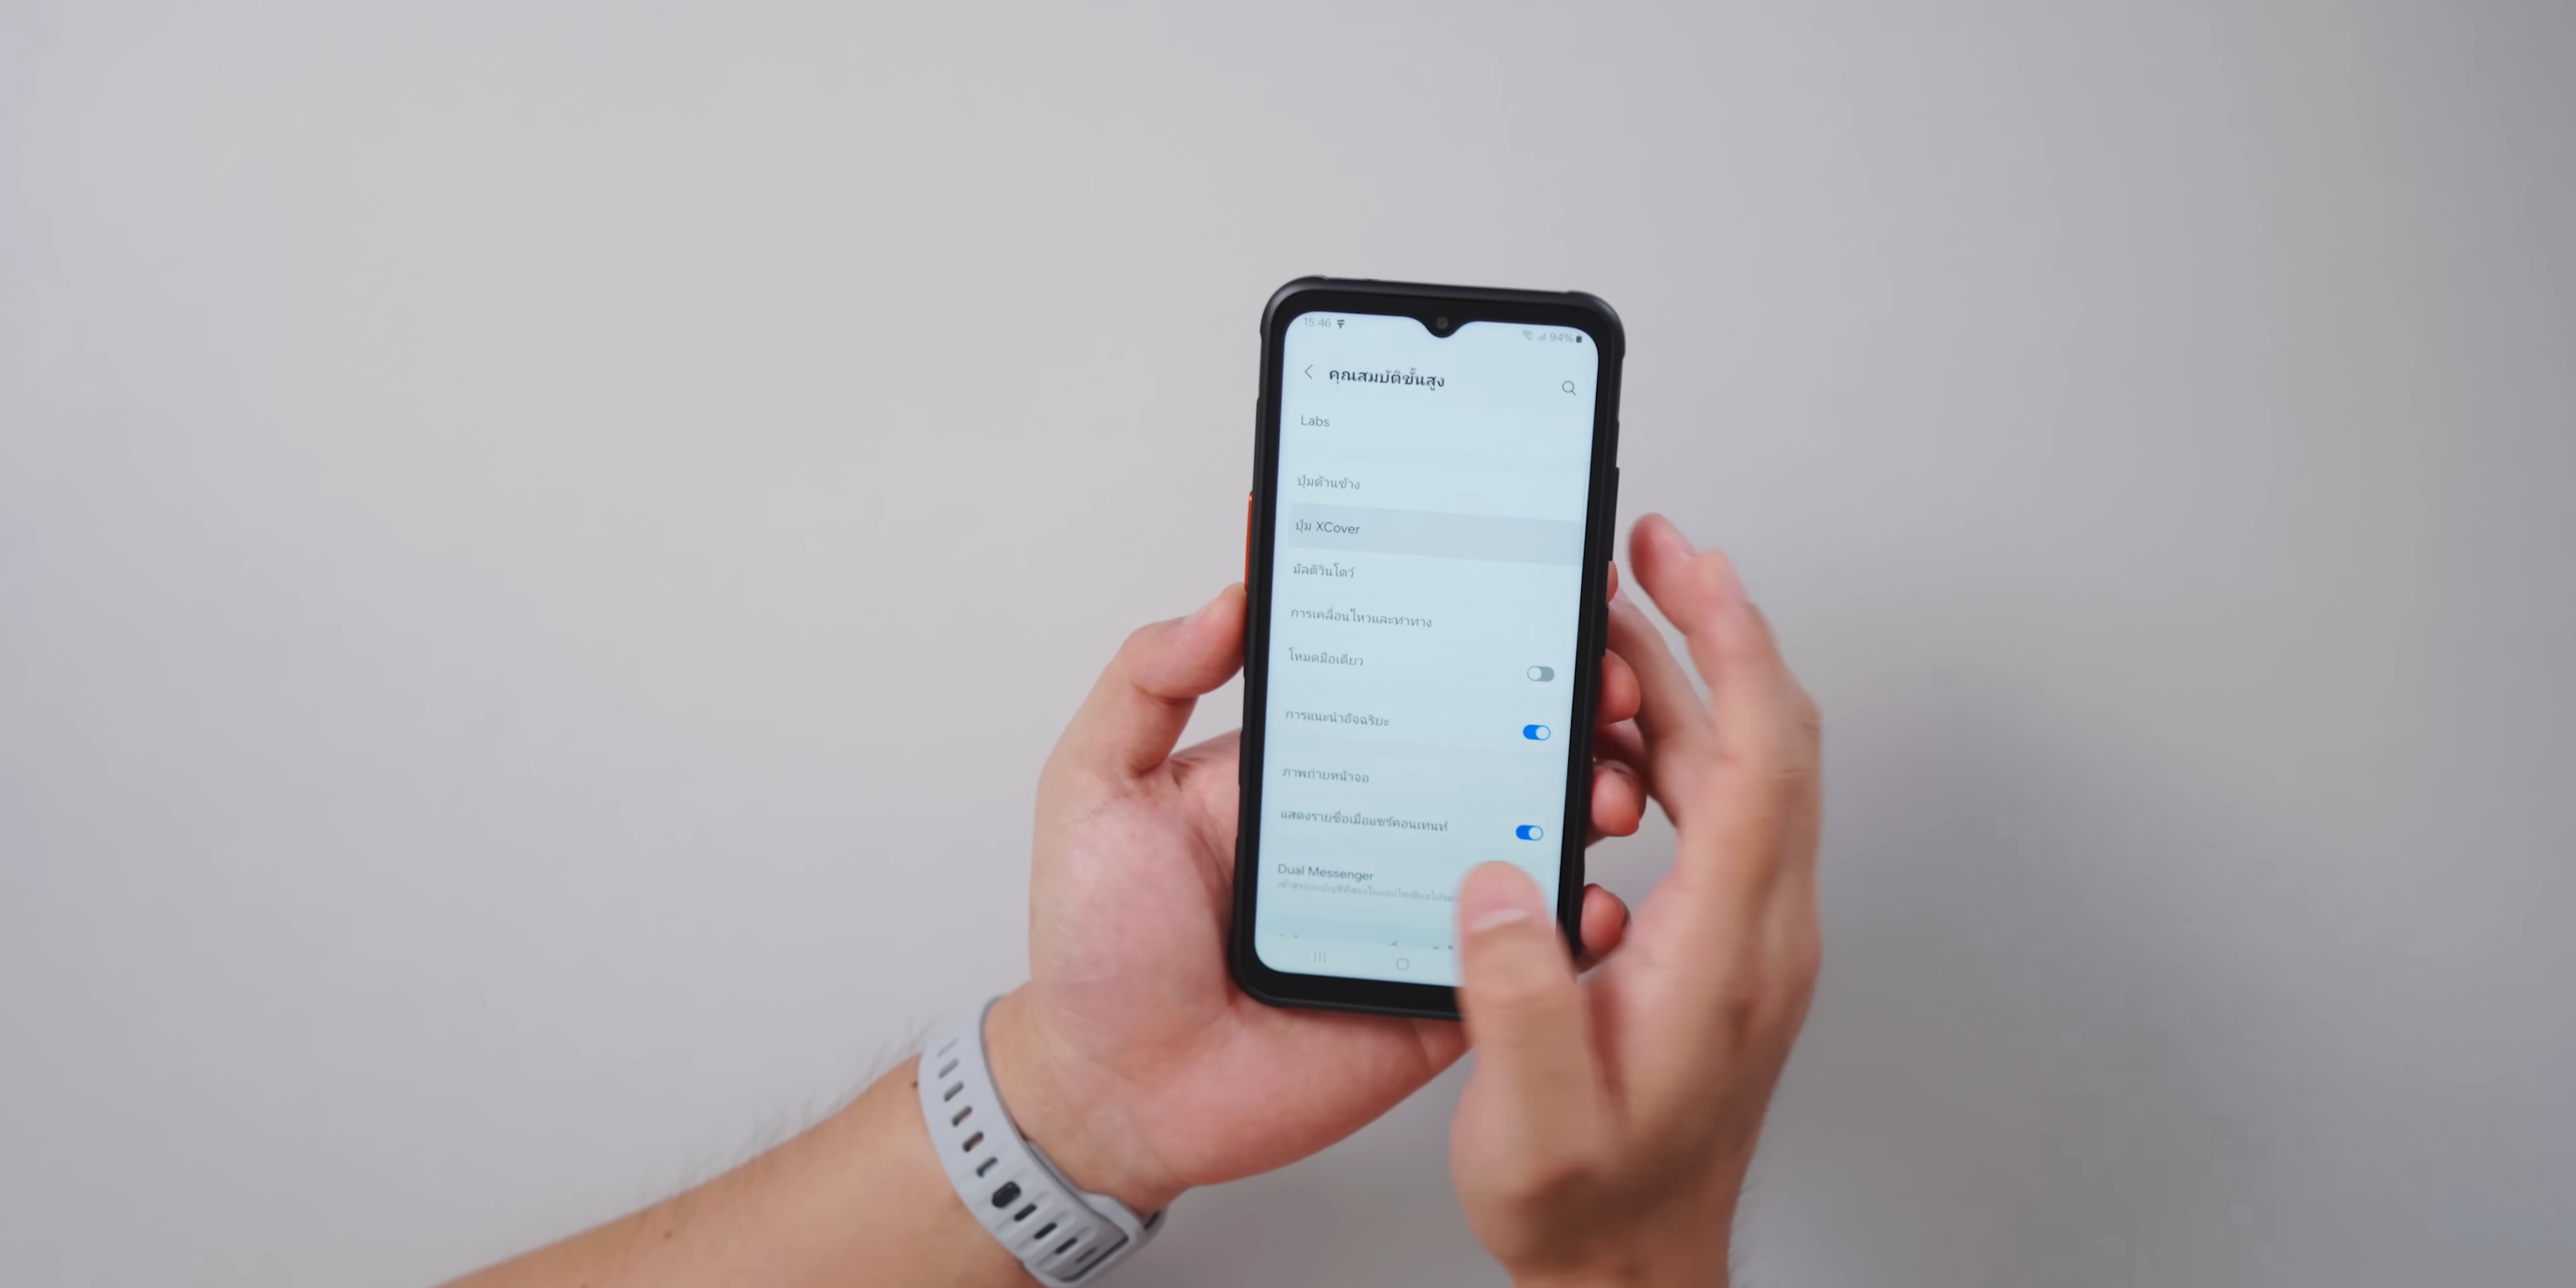 15:46
94%
คุณสมบัติขั้นสูง
Labs
ปุ่มด้านข้าง
ปุ่ม XCover
มัลติวินโดว์
การเคลื่อนไหวและท่าทาง
โหมดมือเดียว
การแนะนำอัจฉริยะ
ภาพถ่ายหน้าจอ
แสดงรายชื่อเมื่อแชร์คอนเทนท์
Dual Messenger